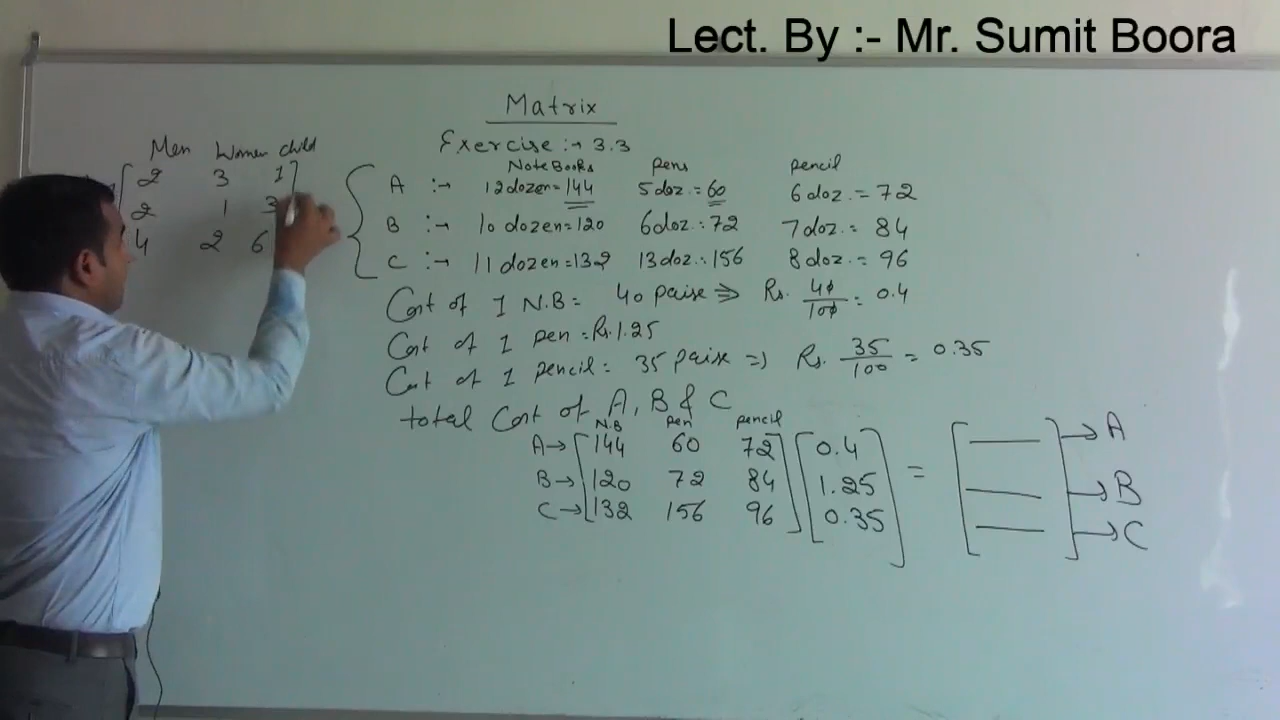 Lect. By :- Mr. Sumit Boora
Matrix
Exercise :→ 3.3
Men Women child
2 3 1
2 1 3
4 2 6
NoteBooks Pens pencil
A :→ 12 dozen = 144 5 doz. = 60 6 doz. = 72
B :→ 10 dozen = 120 6 doz. = 72 7 doz. = 84
C :→ 11 dozen = 132 13 doz. = 156 8 doz. = 96
Cost of 1 N.B = 40 paise ⇒ Rs. 40/100 = 0.4
Cost of 1 pen = Rs. 1.25
Cost of 1 pencil = 35 paise ⇒ Rs. 35/100 = 0.35
total Cost of A, B & C
N.B pen pencil
A → 144 60 72 0.4 = → A
B → 120 72 84 1.25 → B
C → 132 156 96 0.35 → C